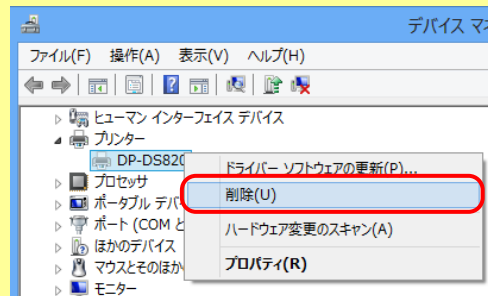 デバイス マネ
ファイル(F) 操作(A) 表示(V) ヘルプ(H)
ヒューマン インターフェイス デバイス
プリンター
DP-DS820
ドライバー ソフトウェアの更新(P)...
プロセッサ
削除(U)
ポータブル デバ
ポート (COM と
ハードウェア変更のスキャン(A)
ほかのデバイス
マウスとそのほか
プロパティ(R)
モニター